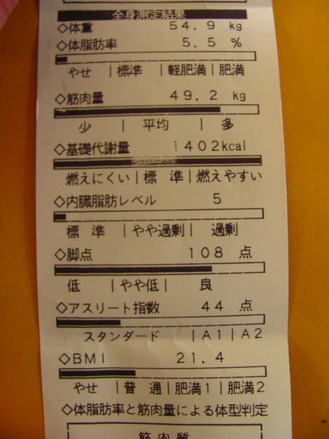 全身測定結果
◇体重 54.9 kg
◇体脂肪率 5.5 %
やせ | 標準 | 軽肥満 | 肥満
◇筋肉量 49.2 kg
少 | 平均 | 多
◇基礎代謝量 1402kcal
燃えにくい | 標 準 | 燃えやすい
◇内臓脂肪レベル 5
標 準 | やや過剰 | 過剰
◇脚点 108 点
低 | やや低 | 良
◇アスリート指数 44 点
スタンダード | A1 | A2
◇BMI 21.4
やせ | 普 通 | 肥満1 | 肥満2
◇体脂肪率と筋肉量による体型判定
筋肉質